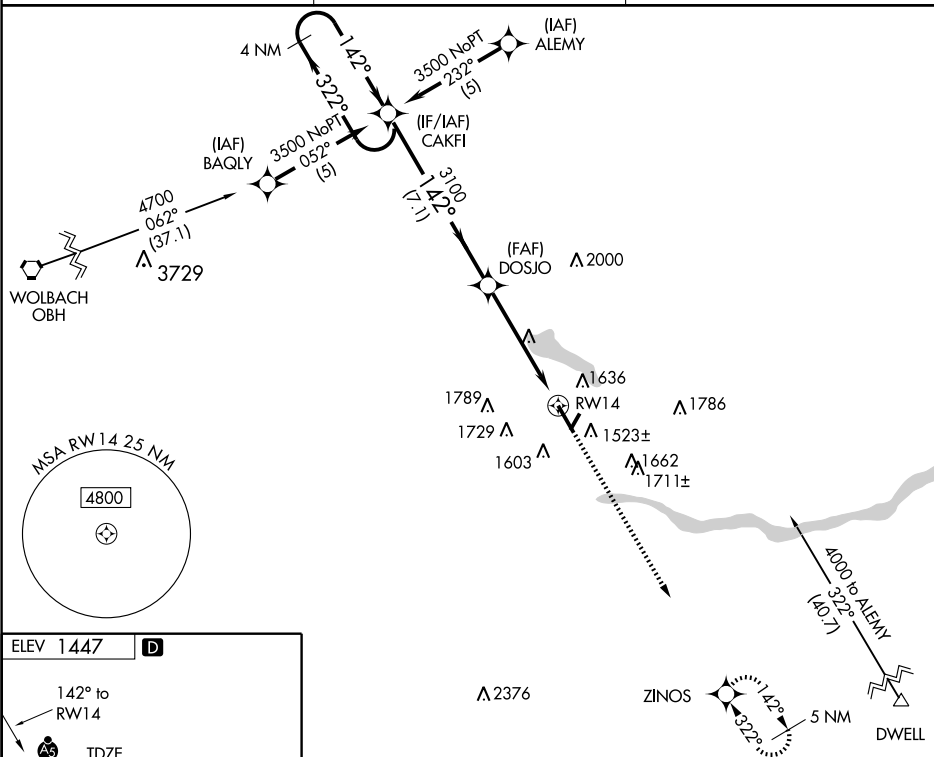 (IAF)
ALEMY
4 NM
142°
322°
3500 NoPT
232°
(5)
(IF/IAF)
CAKFI
(IAF)
BAQLY
3500 NoPT
052°
(5)
3100
142°
(7.1)
4700
062°
(37.1)
3729
WOLBACH
OBH
(FAF)
DOSJO
2000
1636
RW14
1789
1786
1729
1523±
1603
1662
1711±
MSA RW14 25 NM
4800
4000 to ALEMY
322°
(40.7)
ELEV 1447
D
142° to
RW14
A5
TDZE
2376
ZINOS
142°
322°
5 NM
DWELL